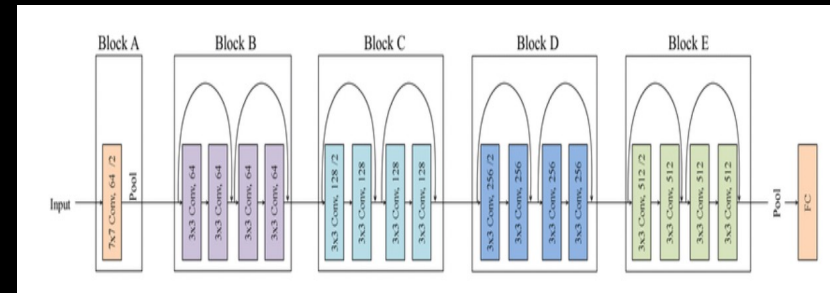 Block A
Block B
Block C
Block D
Block E
Input
7x7 Conv, 64 /2
Pool
3x3 Conv, 64
3x3 Conv, 64
3x3 Conv, 64
3x3 Conv, 64
3x3 Conv, 128 /2
3x3 Conv, 128
3x3 Conv, 128
3x3 Conv, 128
3x3 Conv, 256 /2
3x3 Conv, 256
3x3 Conv, 256
3x3 Conv, 256
3x3 Conv, 512 /2
3x3 Conv, 512
3x3 Conv, 512
3x3 Conv, 512
Pool
FC